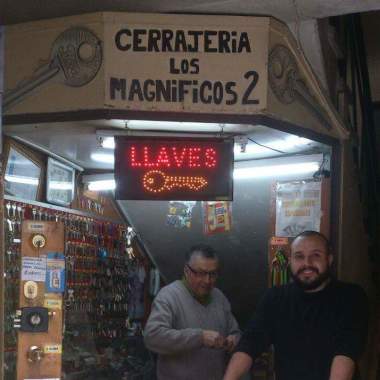 CERRAJERIA
LOS
MAGNIFICOS 2
LLAVES